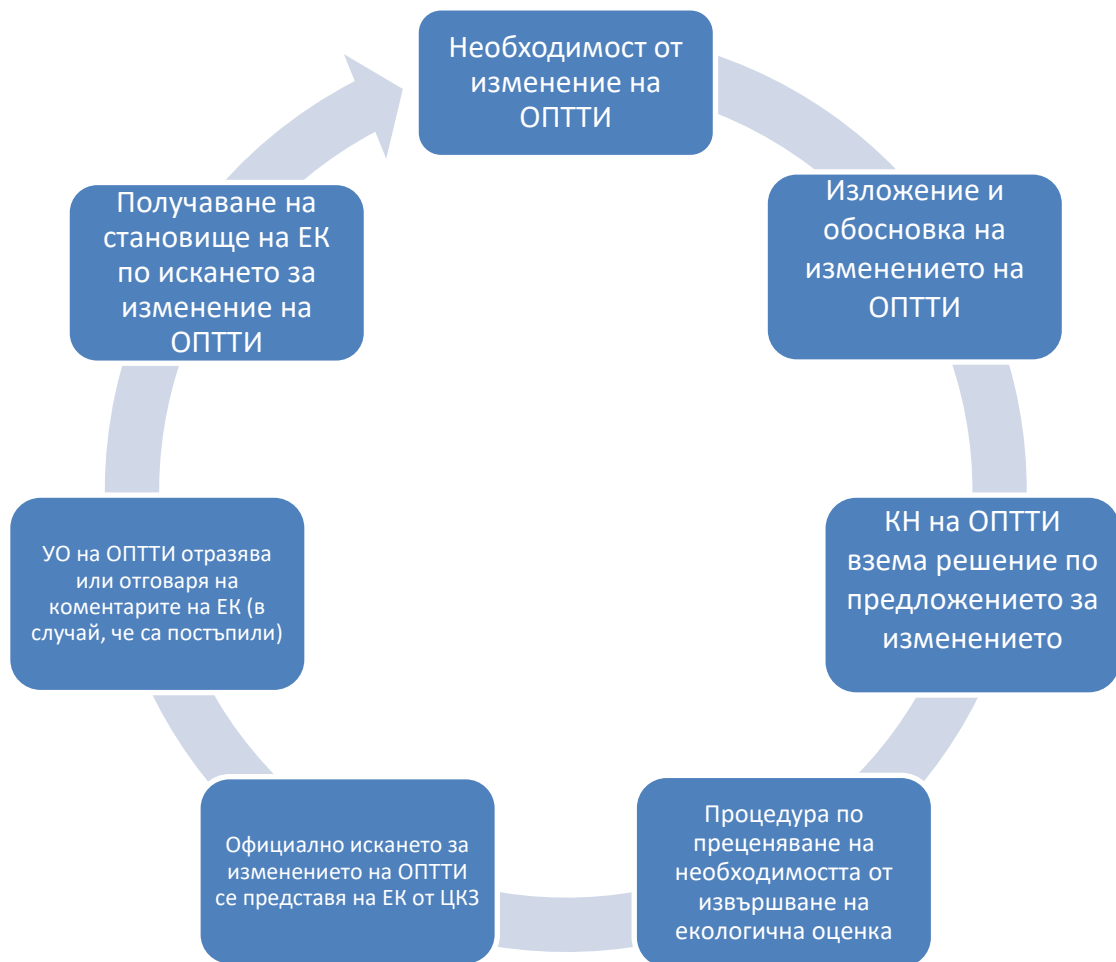 Необходимост от
изменение на
ОПТТИ
Изложение и
обосновка на
изменението на
ОПТТИ
КН на ОПТТИ
взема решение по
предложението за
изменението
Процедура по
преценяване на
необходимостта от
извършване на
екологична оценка
Официално искането за
изменението на ОПТТИ
се представя на ЕК от ЦКЗ
УО на ОПТТИ отразява
или отговаря на
коментарите на ЕК (в
случай, че са постъпили)
Получаване на
становище на ЕК
по искането за
изменение на
ОПТТИ